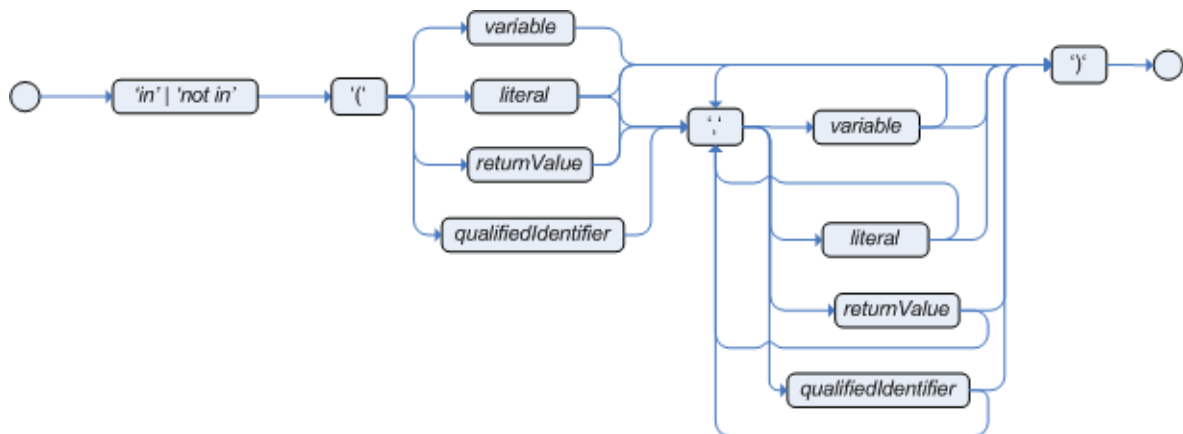 variable
‘)‘
‘in’ | ‘not in’
'('
literal
‘,‘
variable
returnValue
qualifiedIdentifier
literal
returnValue
qualifiedIdentifier